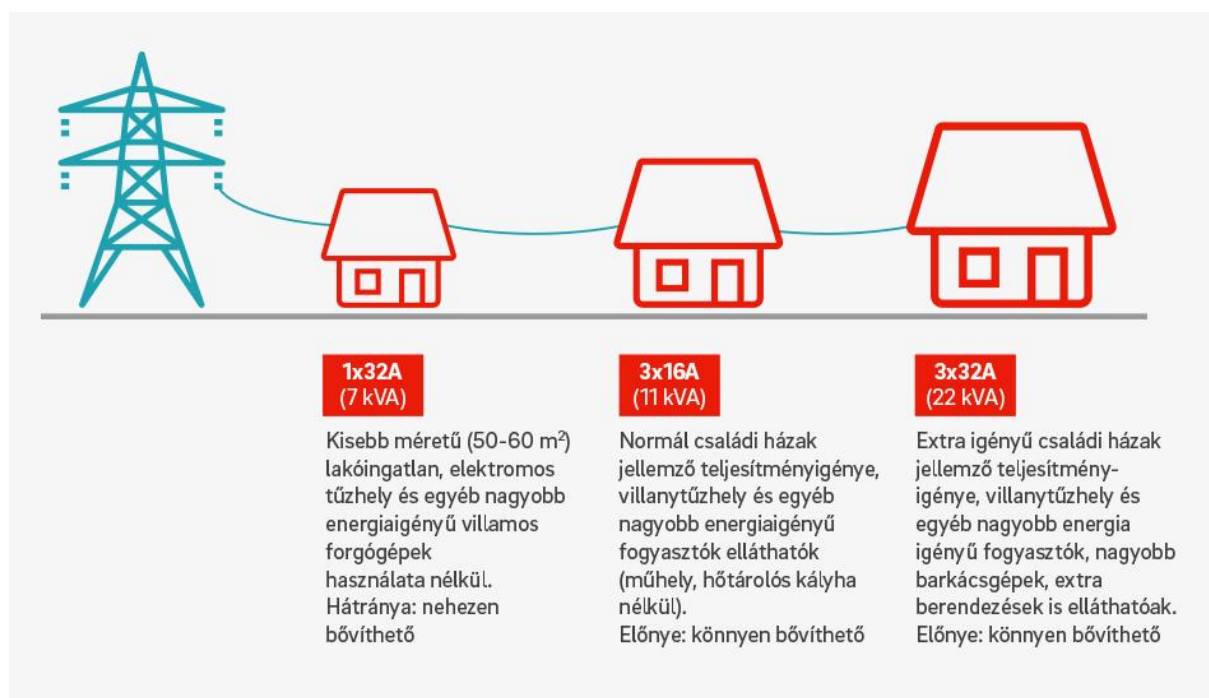 1x32A
(7 kVA)
Kisebb méretű (50-60 m²)
lakóingatlan, elektromos
tűzhely és egyéb nagyobb
energiaigényű villamos
forgógépek
használata nélkül.
Hátránya: nehezen
bővíthető
3x16A
(11 kVA)
Normál családi házak
jellemző teljesítményigénye,
villanytűzhely és egyéb
nagyobb energiaigényű
fogyasztók elláthatók
(műhely, hőtárolós kályha
nélkül).
Előnye: könnyen bővíthető
3x32A
(22 kVA)
Extra igényű családi házak
jellemző teljesítmény-
igénye, villanytűzhely és
egyéb nagyobb energia
igényű fogyasztók, nagyobb
barkácsgépek, extra
berendezések is elláthatóak.
Előnye: könnyen bővíthető